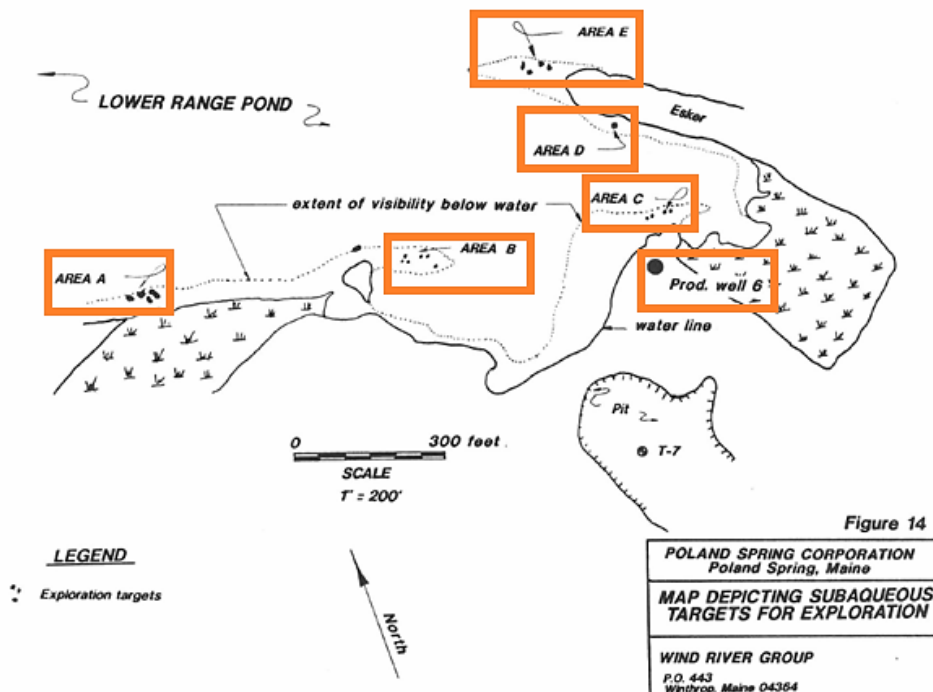 AREA E
LOWER RANGE POND
Esker
AREA D
extent of visibility below water
AREA C
AREA B
AREA A
Prod. well 6
water line
Pit
T-7
0 300 feet
SCALE
1" = 200'
Figure 14
LEGEND
Exploration targets
North
POLAND SPRING CORPORATION
Poland Spring, Maine
MAP DEPICTING SUBAQUEOUS
TARGETS FOR EXPLORATION
WIND RIVER GROUP
P.O. 443
Winthrop, Maine 04364